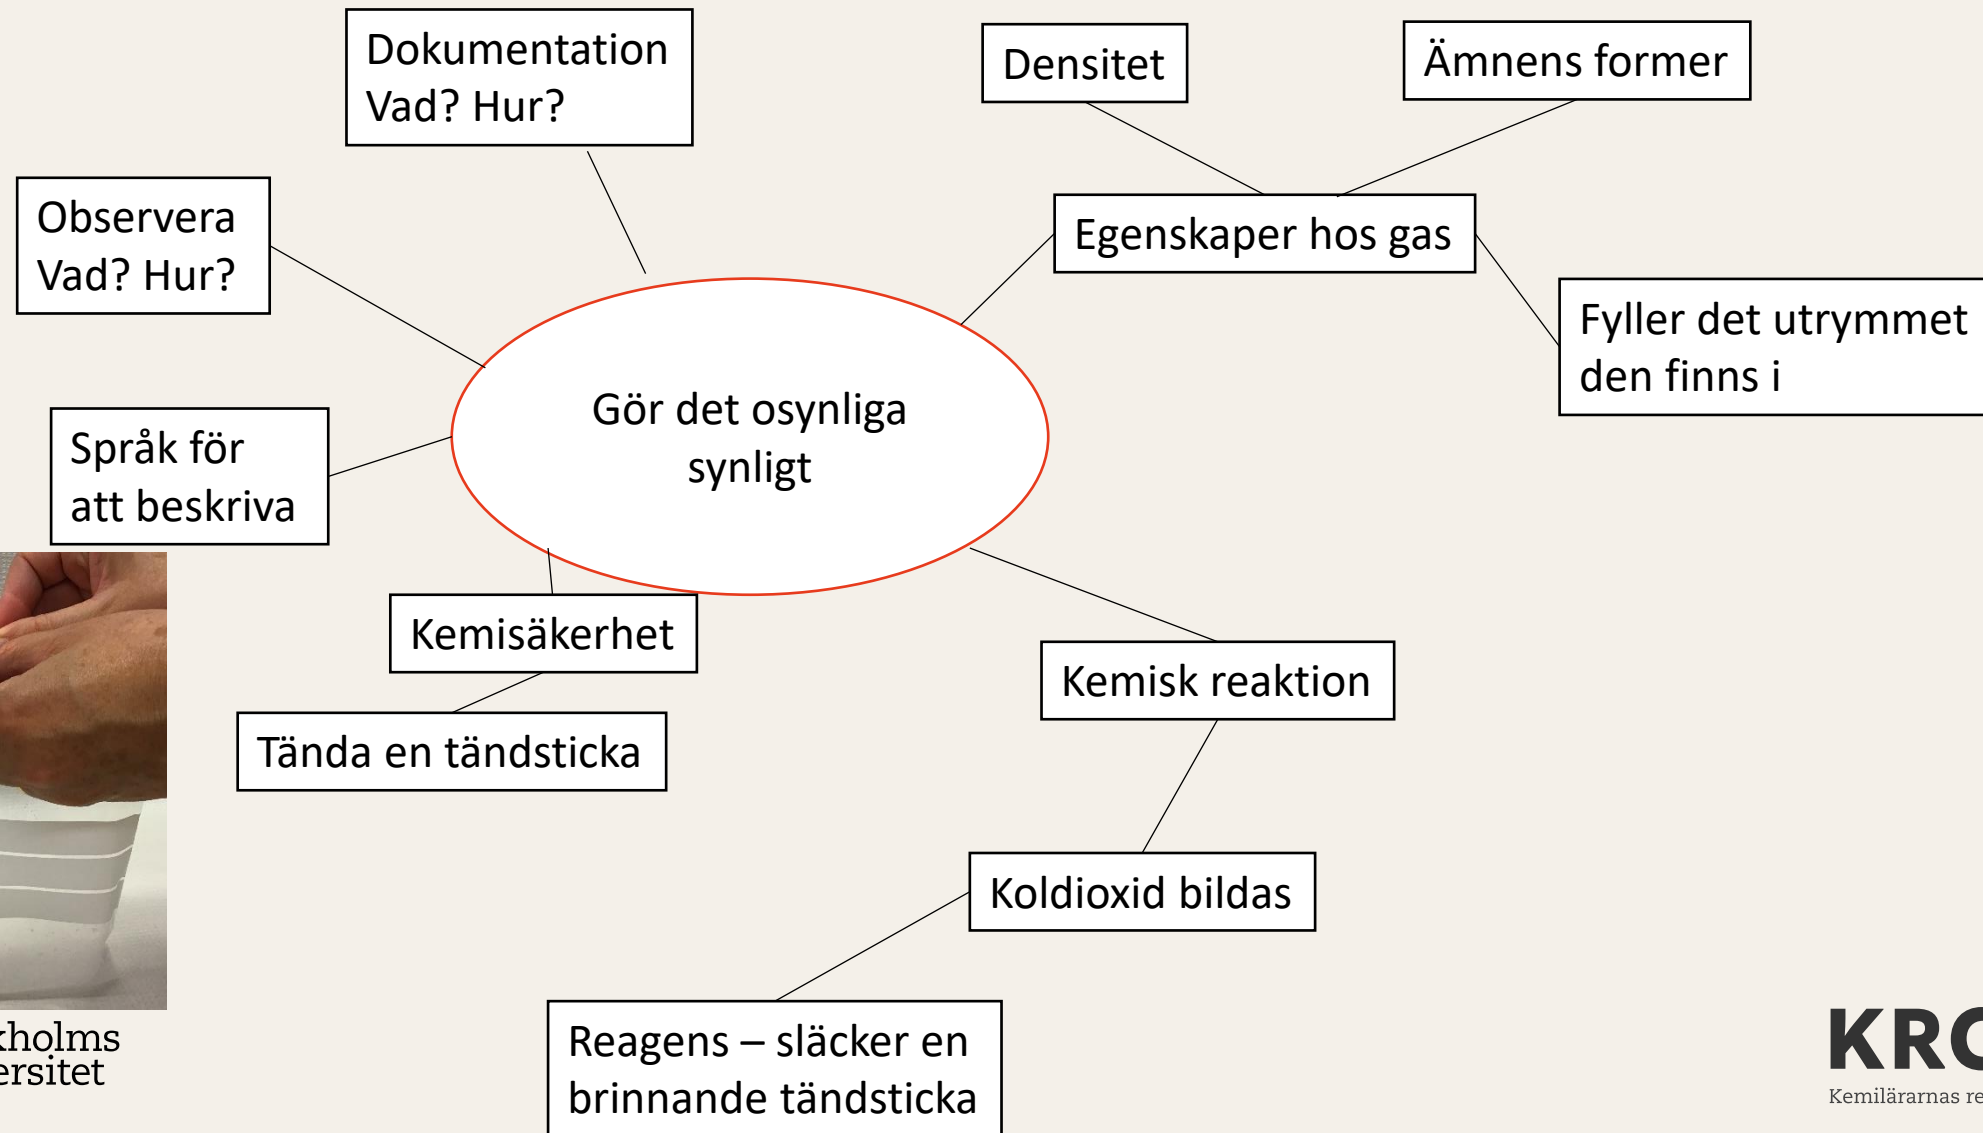 Dokumentation
Vad? Hur?
Densitet
Ämnens former
Observera
Vad? Hur?
Egenskaper hos gas
Fyller det utrymmet
den finns i
Gör det osynliga
synligt
Språk för
att beskriva
Kemisäkerhet
Kemisk reaktion
Tända en tändsticka
Koldioxid bildas
Reagens – släcker en
brinnande tändsticka
kholms
ersitet
KRC
Kemilärarnas re